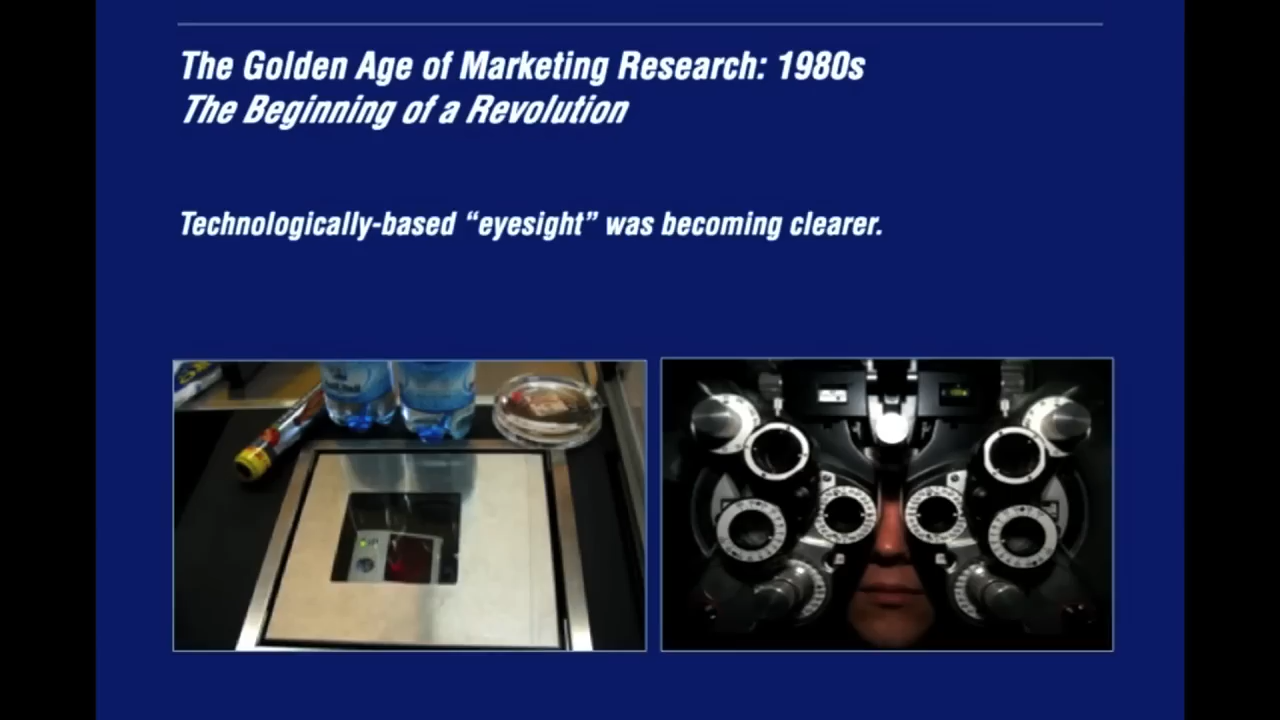 The Golden Age of Marketing Research: 1980s
The Beginning of a Revolution
Technologically-based “eyesight” was becoming clearer.